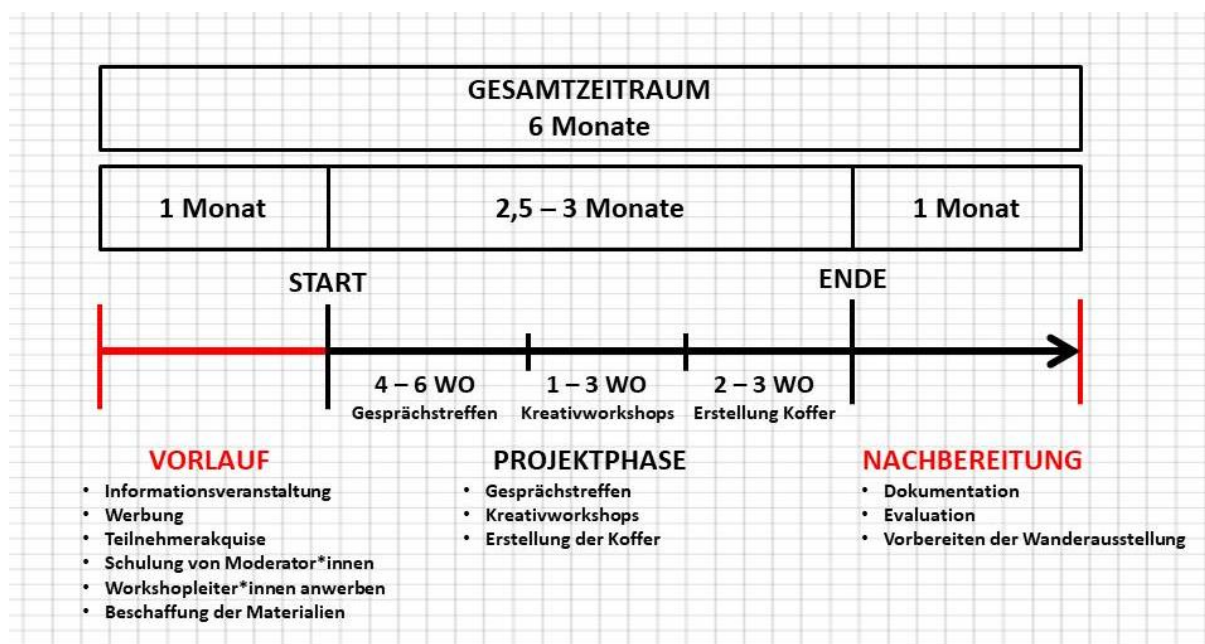 GESAMTZEITRAUM
6 Monate
1 Monat
2,5 – 3 Monate
1 Monat
START
ENDE
4 – 6 WO
Gesprächstreffen
1 – 3 WO
Kreativworkshops
2 – 3 WO
Erstellung Koffer
VORLAUF
• Informationsveranstaltung
• Werbung
• Teilnehmerakquise
• Schulung von Moderator*innen
• Workshopleiter*innen anwerben
• Beschaffung der Materialien
PROJEKTPHASE
• Gesprächstreffen
• Kreativworkshops
• Erstellung der Koffer
NACHBEREITUNG
• Dokumentation
• Evaluation
• Vorbereiten der Wanderausstellung